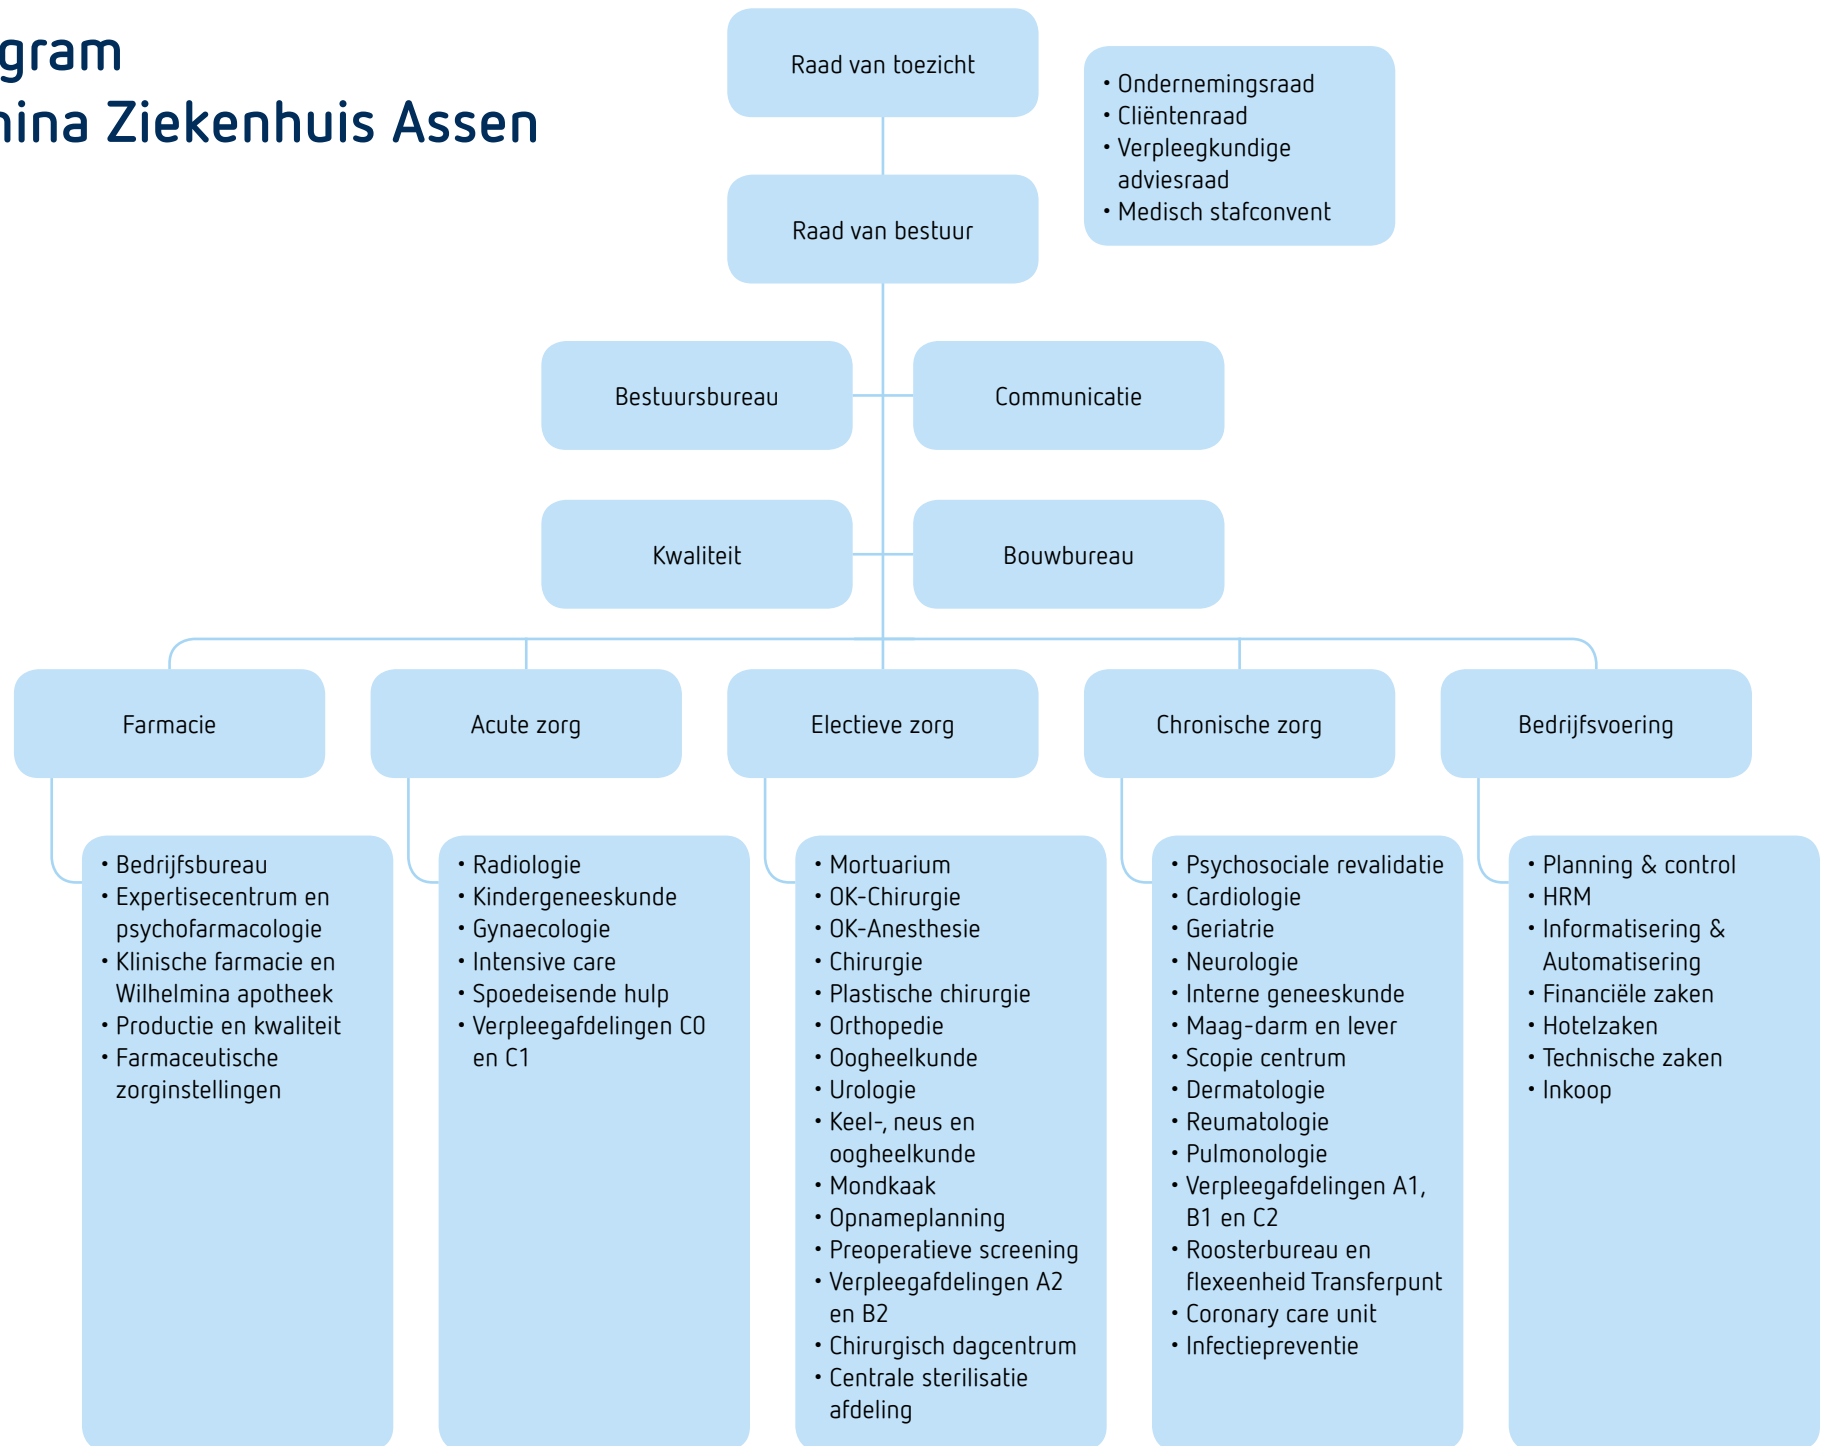 gram
nina Ziekenhuis Assen
Raad van toezicht
• Ondernemingsraad
• Cliëntenraad
• Verpleegkundige
adviesraad
• Medisch stafconvent
Raad van bestuur
Bestuursbureau
Communicatie
Kwaliteit
Bouwbureau
Farmacie
Acute zorg
Electieve zorg
Chronische zorg
Bedrijfsvoering
• Bedrijfsbureau
• Expertisecentrum en
psychofarmacologie
• Klinische farmacie en
Wilhelmina apotheek
• Productie en kwaliteit
• Farmaceutische
zorginstellingen
• Radiologie
• Kindergeneeskunde
• Gynaecologie
• Intensive care
• Spoedeisende hulp
• Verpleegafdelingen C0
en C1
• Mortuarium
• OK-Chirurgie
• OK-Anesthesie
• Chirurgie
• Plastische chirurgie
• Orthopedie
• Oogheelkunde
• Urologie
• Keel-, neus en
oogheelkunde
• Mondkaak
• Opnameplanning
• Preoperatieve screening
• Verpleegafdelingen A2
en B2
• Chirurgisch dagcentrum
• Centrale sterilisatie
afdeling
• Psychosociale revalidatie
• Cardiologie
• Geriatrie
• Neurologie
• Interne geneeskunde
• Maag-darm en lever
• Scopie centrum
• Dermatologie
• Reumatologie
• Pulmonologie
• Verpleegafdelingen A1,
B1 en C2
• Roosterbureau en
flexeenheid Transferpunt
• Coronary care unit
• Infectiepreventie
• Planning & control
• HRM
• Informatisering &
Automatisering
• Financiële zaken
• Hotelzaken
• Technische zaken
• Inkoop